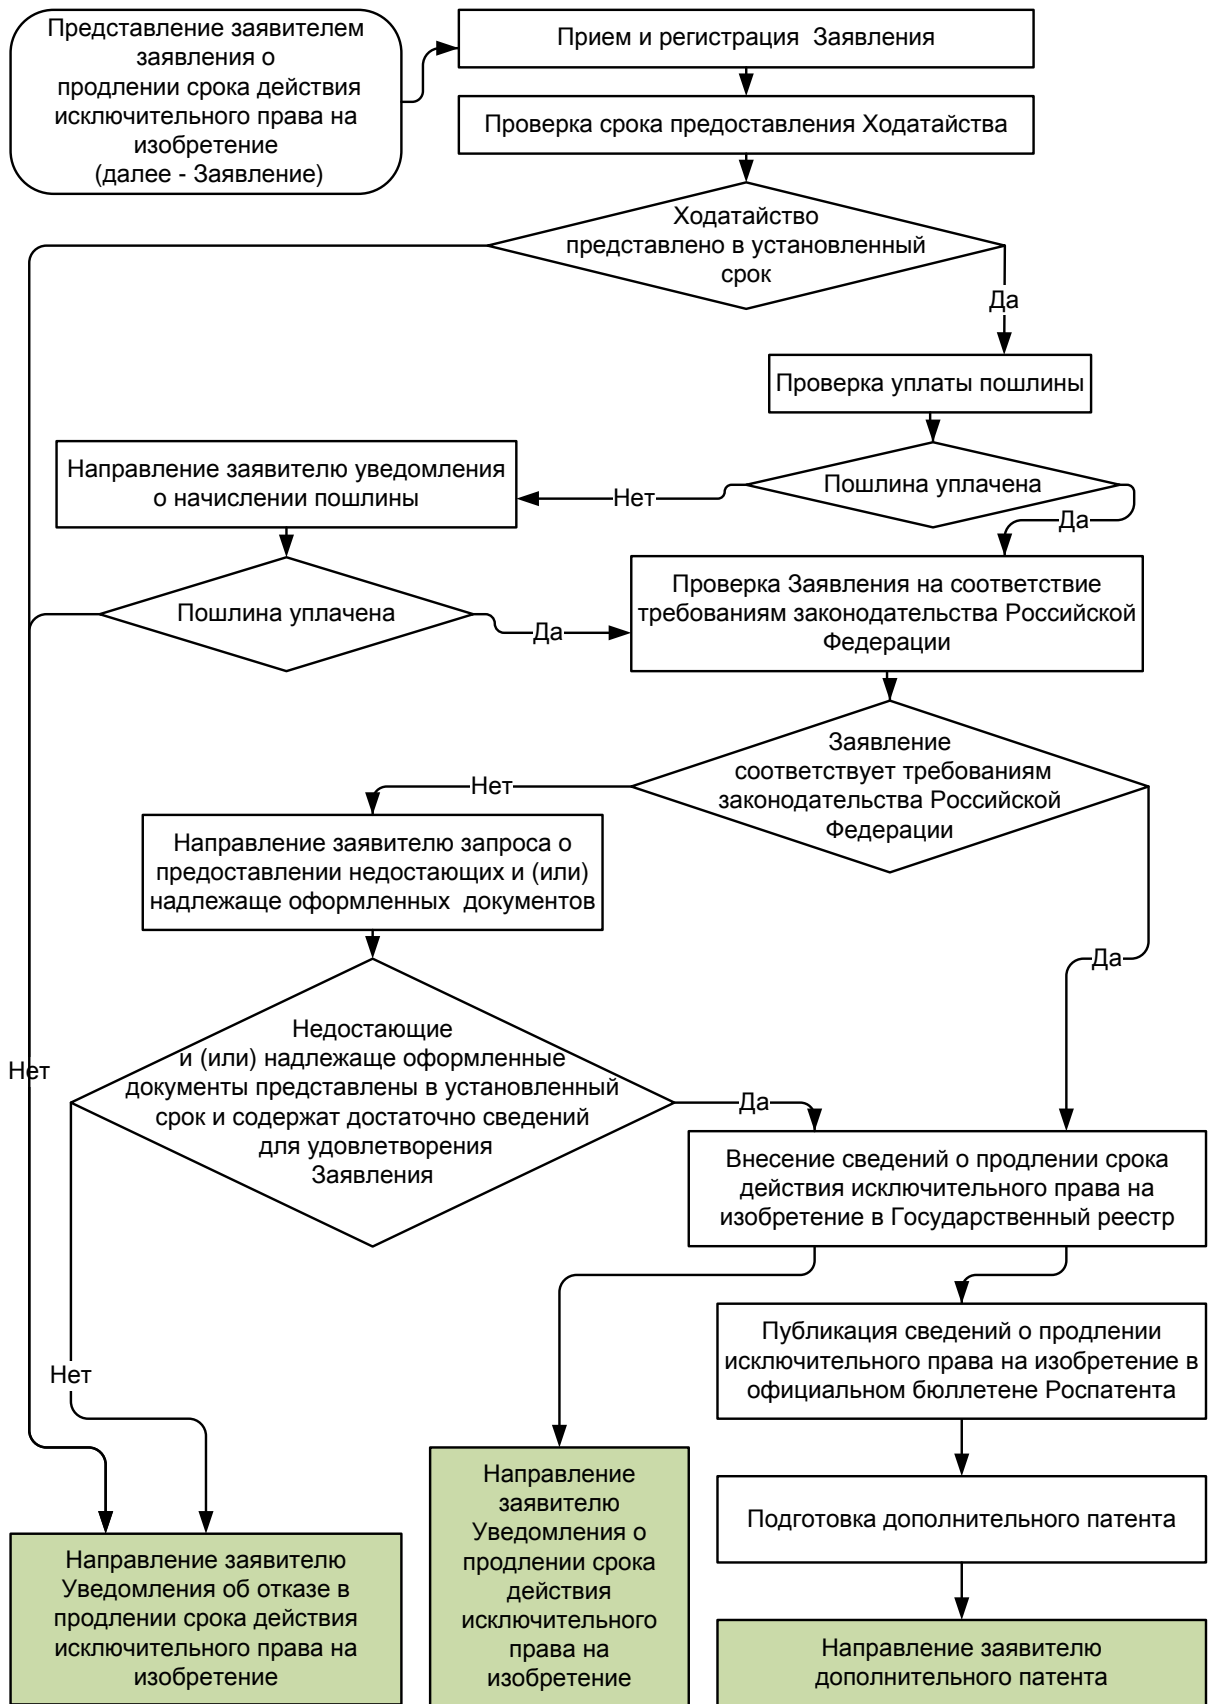 Представление заявителем
заявления о
продлении срока действия
исключительного права на
изобретение
(далее - Заявление)
Прием и регистрация Заявления
Проверка срока предоставления Ходатайства
Ходатайство
представлено в установленный
срок
Да
Проверка уплаты пошлины
Пошлина уплачена
Нет
Да
Направление заявителю уведомления
о начислении пошлины
Пошлина уплачена
Да
Проверка Заявления на соответствие
требованиям законодательства Российской
Федерации
Заявление
соответствует требованиям
законодательства Российской
Федерации
Нет
Да
Направление заявителю запроса о
предоставлении недостающих и (или)
надлежаще оформленных документов
Недостающие
и (или) надлежаще оформленные
документы представлены в установленный
срок и содержат достаточно сведений
для удовлетворения
Заявления
Нет
Да
Нет
Внесение сведений о продлении срока
действия исключительного права на
изобретение в Государственный реестр
Публикация сведений о продлении
исключительного права на изобретение в
официальном бюллетене Роспатента
Подготовка дополнительного патента
Направление заявителю
Уведомления об отказе в
продлении срока действия
исключительного права на
изобретение
Направление
заявителю
Уведомления о
продлении срока
действия
исключительного
права на
изобретение
Направление заявителю
дополнительного патента